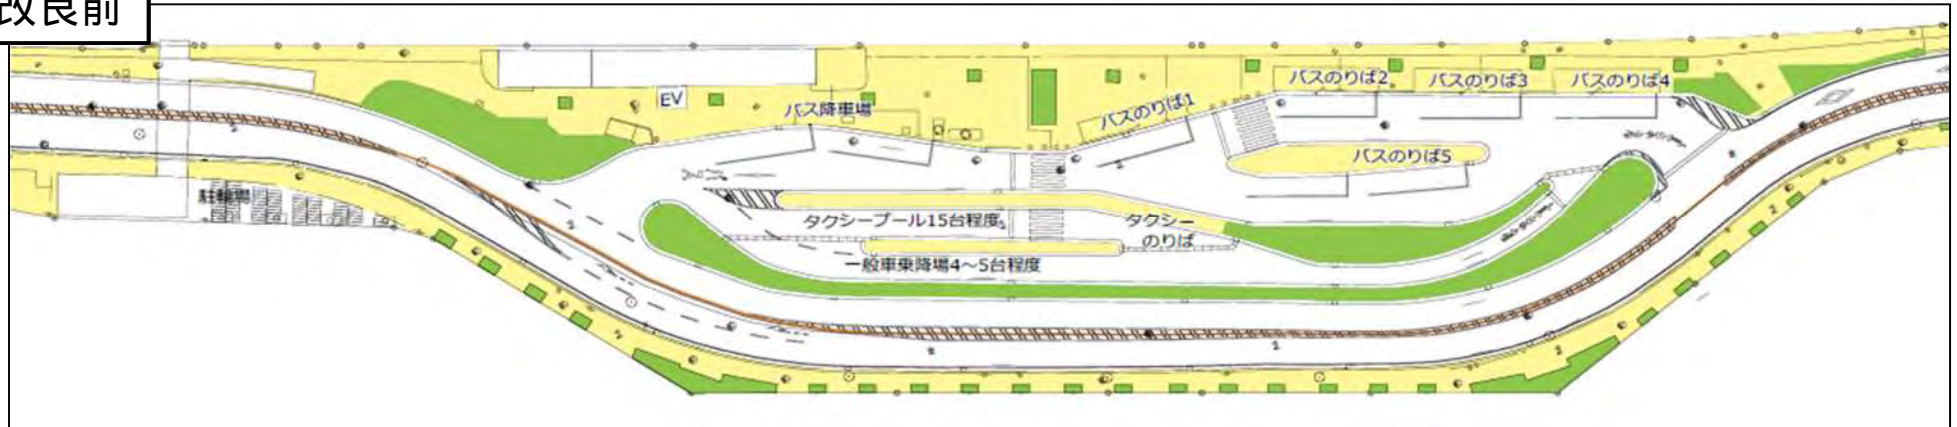 改良前
バスのりば2
バスのりば3
バスのりば4
EV
バス降車場
バスのりば1
バスのりば5
駐輪場
タクシープール15台程度
タクシー
のりば
一般車乗降場4～5台程度